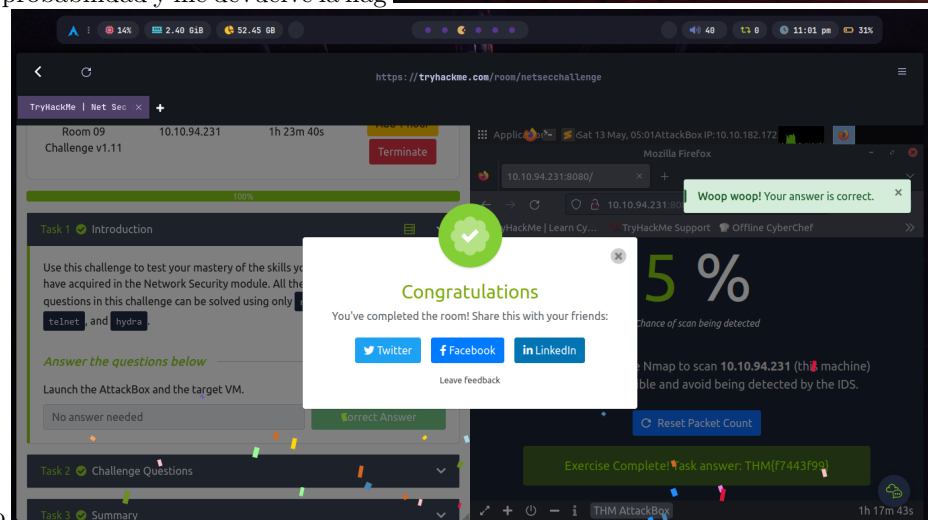 probabilidad y me devuelve la flag
14% 2.40 GiB 52.45 GB 40 0 11:01 pm 31%
https://tryhackme.com/room/netsecchallenge
TryHackMe | Net Sec × +
Room 09
Challenge v1.11
10.10.94.231
1h 23m 40s
Terminate
100%
Task 1 Introduction
Use this challenge to test your mastery of the skills yo
have acquired in the Network Security module. All the
questions in this challenge can be solved using only
telnet , and hydra .
Answer the questions below
Launch the AttackBox and the target VM.
No answer needed
Correct Answer
Task 2 Challenge Questions
Task 3 Summary
Congratulations
You've completed the room! Share this with your friends:
Twitter
Facebook
LinkedIn
Leave feedback
Sat 13 May, 05:01 AttackBox IP:10.10.182.172
Mozilla Firefox
10.10.94.231:8080/ × +
10.10.94.231:80
Woop woop! Your answer is correct. ×
TryHackMe | Learn Cy... TryHackMe Support Offline CyberChef
5 %
Chance of scan being detected
Nmap to scan 10.10.94.231 (this machine)
ble and avoid being detected by the IDS.
Reset Packet Count
Exercise Complete! Task answer: THM{f7443f99}
THM AttackBox
1h 17m 43s